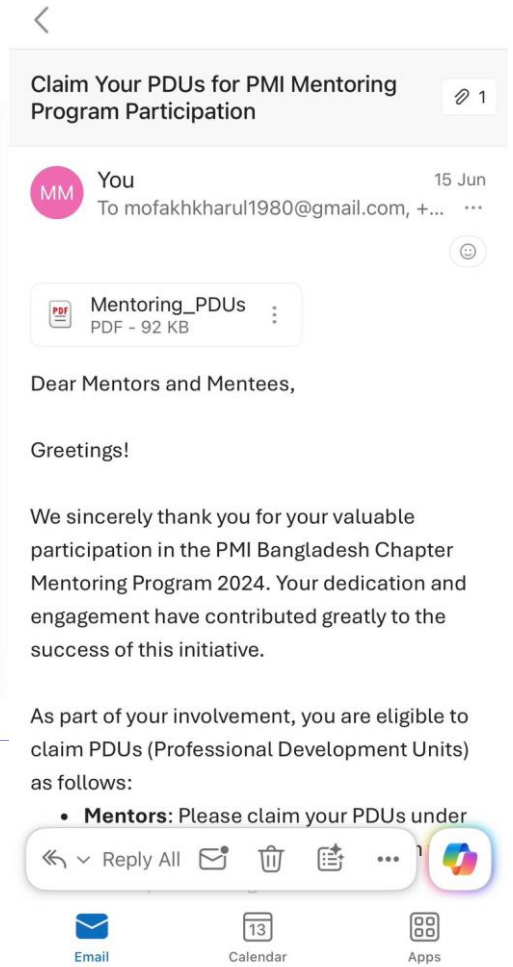 Claim Your PDUs for PMI Mentoring
Program Participation
1
MM
You
15 Jun
To mofakhkharul1980@gmail.com, +...
PDF
Mentoring_PDUs
PDF - 92 KB
Dear Mentors and Mentees,
Greetings!
We sincerely thank you for your valuable
participation in the PMI Bangladesh Chapter
Mentoring Program 2024. Your dedication and
engagement have contributed greatly to the
success of this initiative.
As part of your involvement, you are eligible to
claim PDUs (Professional Development Units)
as follows:
• Mentors: Please claim your PDUs under
Reply All
13
Email
Calendar
Apps